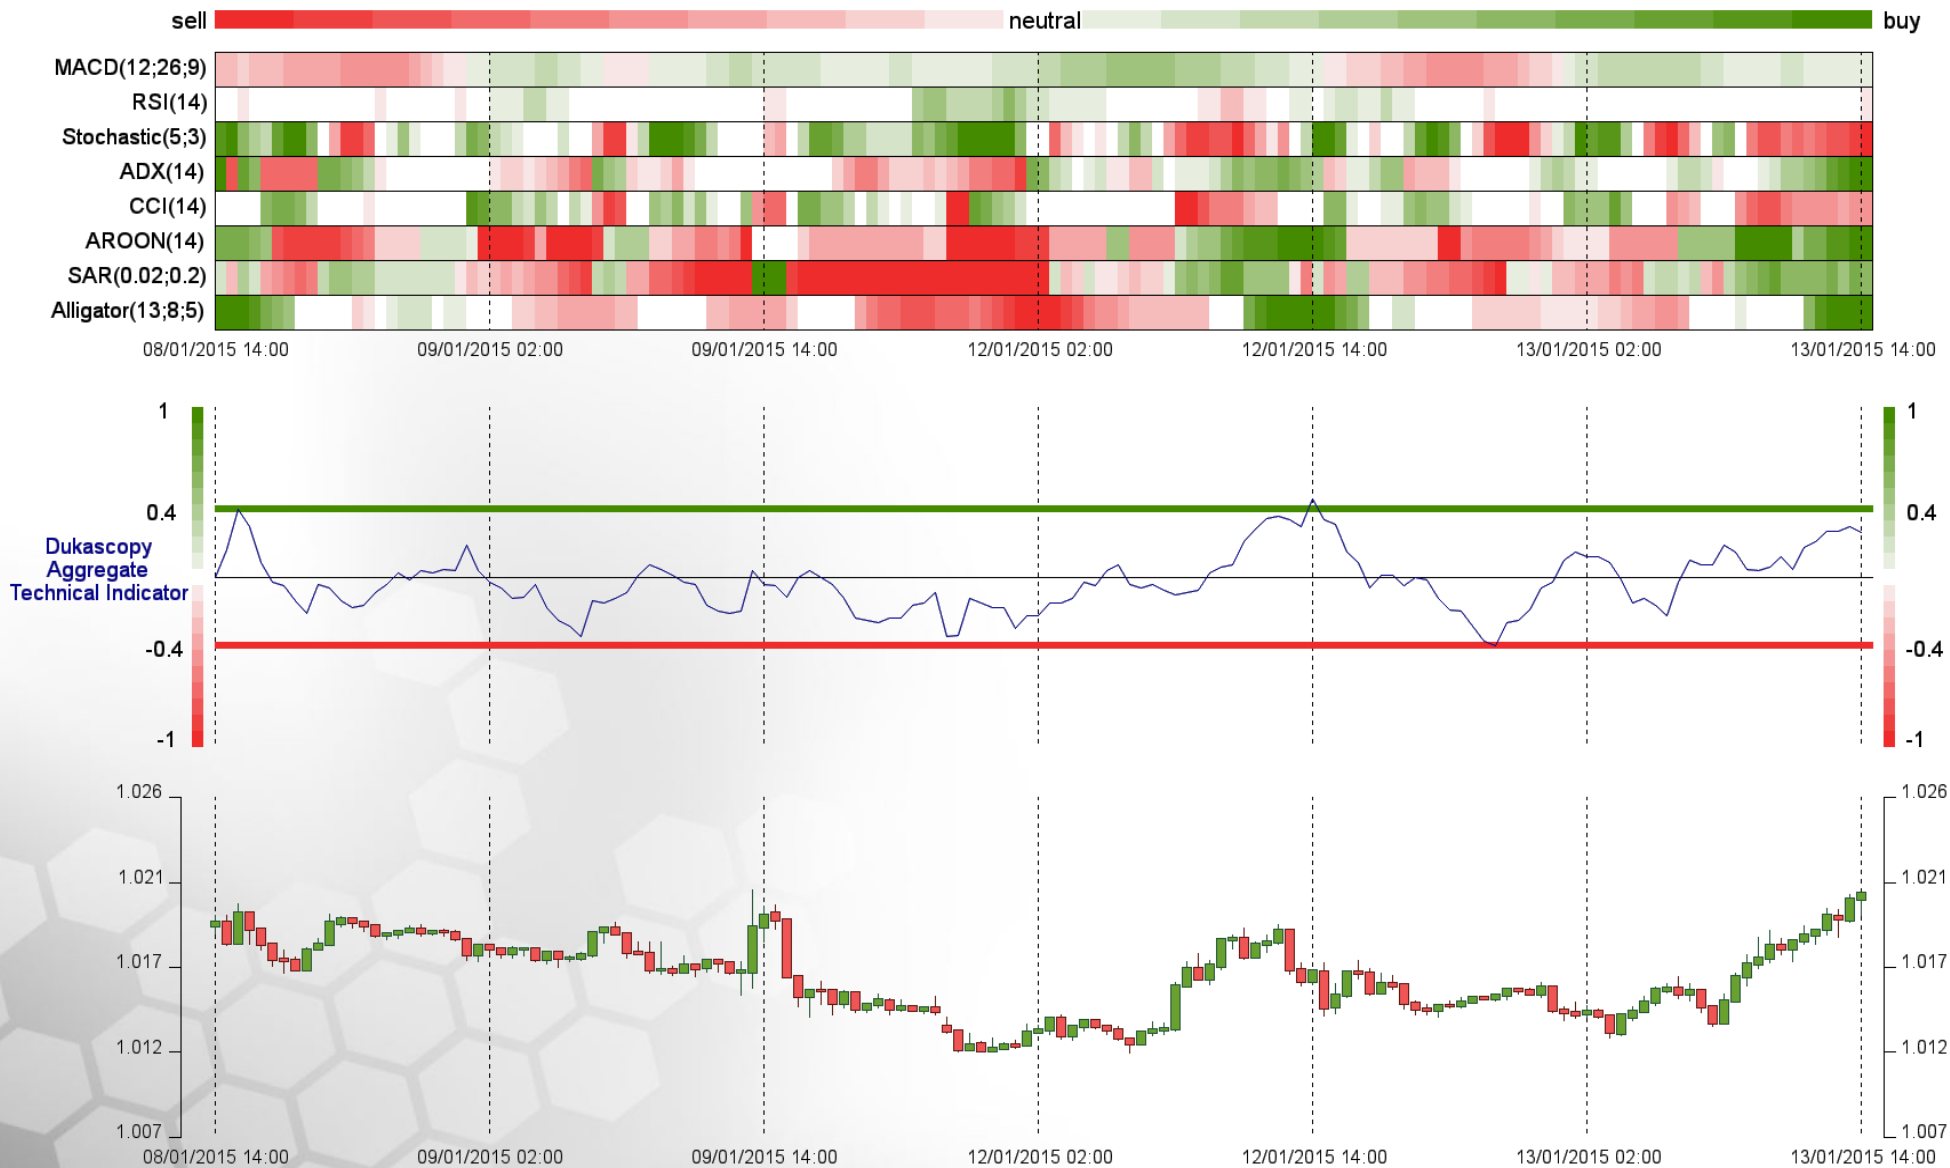 sell neutral buy
MACD(12;26;9)
RSI(14)
Stochastic(5;3)
ADX(14)
CCI(14)
AROON(14)
SAR(0.02;0.2)
Alligator(13;8;5)
08/01/2015 14:00 09/01/2015 02:00 09/01/2015 14:00 12/01/2015 02:00 12/01/2015 14:00 13/01/2015 02:00 13/01/2015 14:00
1 1
0.4 0.4
Dukascopy
Aggregate
Technical Indicator
-0.4 -0.4
-1 -1
1.026 1.026
1.021 1.021
1.017 1.017
1.012 1.012
1.007 1.007
08/01/2015 14:00 09/01/2015 02:00 09/01/2015 14:00 12/01/2015 02:00 12/01/2015 14:00 13/01/2015 02:00 13/01/2015 14:00